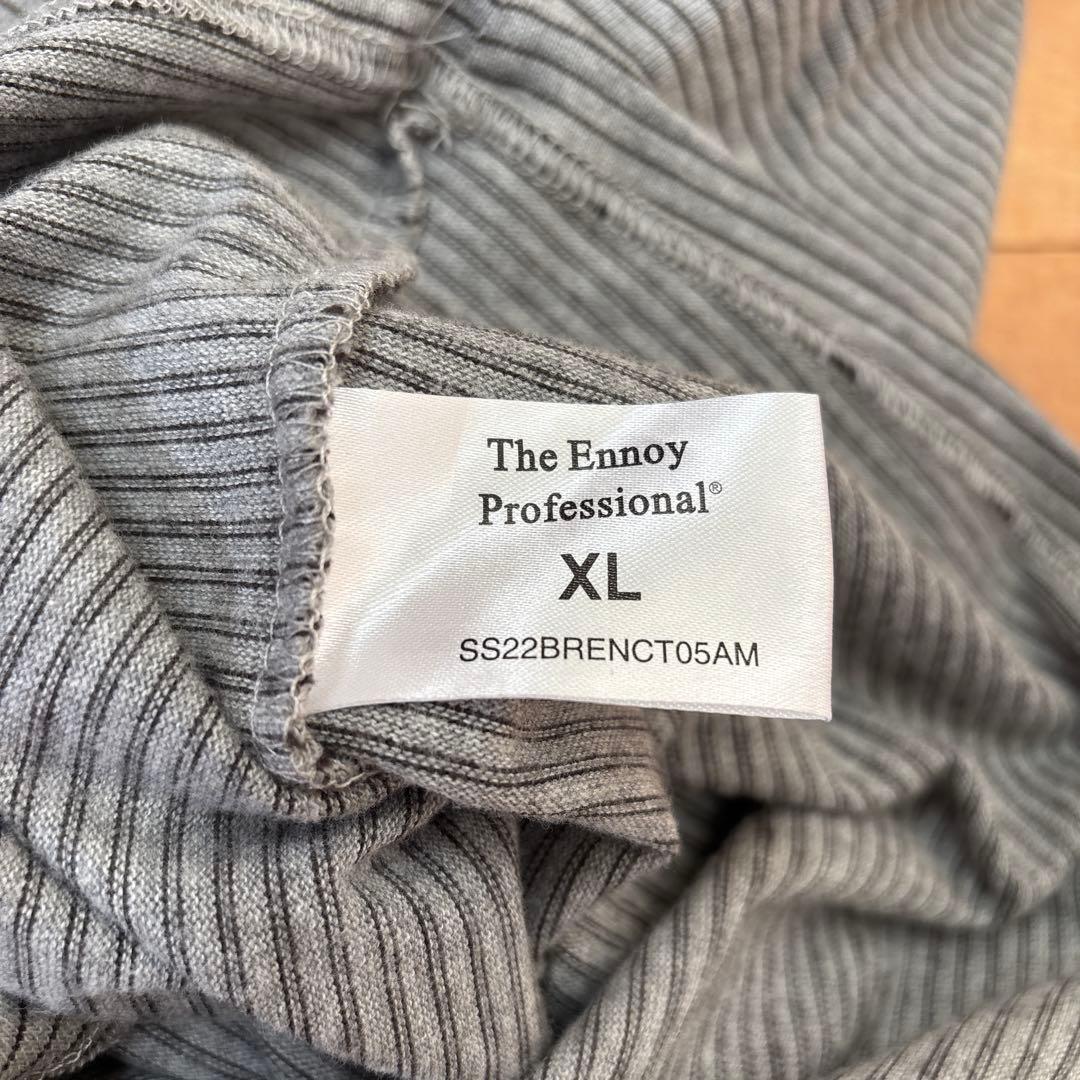 The Ennoy
Professional®
XL
SS22BRENCT05AM